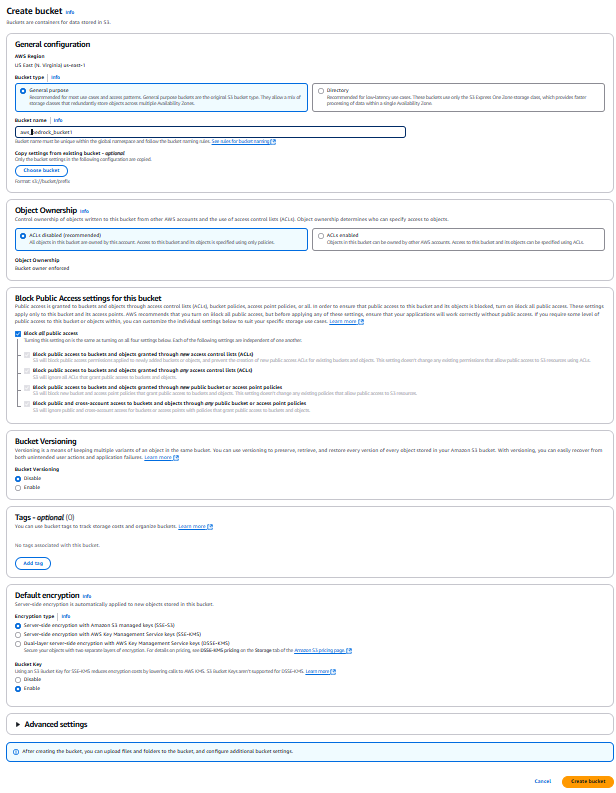 Create bucket Info
Buckets are containers for data stored in S3.
General configuration
AWS Region
US East (N. Virginia) us-east-1
Bucket type | Info
General purpose
Recommended for most use cases and access patterns. General purpose buckets are the original S3 bucket type. They allow a mix of
storage classes that redundantly store objects across multiple Availability Zones.
Directory
Recommended for low-latency use cases. These buckets use only the S3 Express One Zone storage class, which provides faster
processing of data within a single Availability Zone.
Bucket name | Info
aws_bedrock_bucket1
Bucket name must be unique within the global namespace and follow the bucket naming rules. See rules for bucket naming
Copy settings from existing bucket - optional
Only the bucket settings in the following configuration are copied.
Choose bucket
Format: s3://bucket/prefix
Object Ownership Info
Control ownership of objects written to this bucket from other AWS accounts and the use of access control lists (ACLs). Object ownership determines who can specify access to objects.
ACLs disabled (recommended)
All objects in this bucket are owned by this account. Access to this bucket and its objects is specified using only policies.
ACLs enabled
Objects in this bucket can be owned by other AWS accounts. Access to this bucket and its objects can be specified using ACLs.
Object Ownership
Bucket owner enforced
Block Public Access settings for this bucket
Public access is granted to buckets and objects through access control lists (ACLs), bucket policies, access point policies, or all. In order to ensure that public access to this bucket and its objects is blocked, turn on Block all public access. These settings
apply only to this bucket and its access points. AWS recommends that you turn on Block all public access, but before applying any of these settings, ensure that your applications will work correctly without public access. If you require some level of
public access to this bucket or objects within, you can customize the individual settings below to suit your specific storage use cases. Learn more
Block all public access
Turning this setting on is the same as turning on all four settings below. Each of the following settings are independent of one another.
Block public access to buckets and objects granted through new access control lists (ACLs)
S3 will block public access permissions applied to newly added buckets or objects, and prevent the creation of new public access ACLs for existing buckets and objects. This setting doesn't change any existing permissions that allow public access to S3 resources using ACLs.
Block public access to buckets and objects granted through any access control lists (ACLs)
S3 will ignore all ACLs that grant public access to buckets and objects.
Block public access to buckets and objects granted through new public bucket or access point policies
S3 will block new bucket and access point policies that grant public access to buckets and objects. This setting doesn't change any existing policies that allow public access to S3 resources.
Block public and cross-account access to buckets and objects through any public bucket or access point policies
S3 will ignore public and cross-account access for buckets or access points with policies that grant public access to buckets and objects.
Bucket Versioning
Versioning is a means of keeping multiple variants of an object in the same bucket. You can use versioning to preserve, retrieve, and restore every version of every object stored in your Amazon S3 bucket. With versioning, you can easily recover from
both unintended user actions and application failures. Learn more
Bucket Versioning
Disable
Enable
Tags - optional (0)
You can use bucket tags to track storage costs and organize buckets. Learn more
No tags associated with this bucket.
Add tag
Default encryption Info
Server-side encryption is automatically applied to new objects stored in this bucket.
Encryption type | Info
Server-side encryption with Amazon S3 managed keys (SSE-S3)
Server-side encryption with AWS Key Management Service keys (SSE-KMS)
Dual-layer server-side encryption with AWS Key Management Service keys (DSSE-KMS)
Secure your objects with two separate layers of encryption. For details on pricing, see DSSE-KMS pricing on the Storage tab of the Amazon S3 pricing page.
Bucket Key
Using an S3 Bucket Key for SSE-KMS reduces encryption costs by lowering calls to AWS KMS. S3 Bucket Keys aren't supported for DSSE-KMS. Learn more
Disable
Enable
Advanced settings
After creating the bucket, you can upload files and folders to the bucket, and configure additional bucket settings.
Cancel
Create bucket